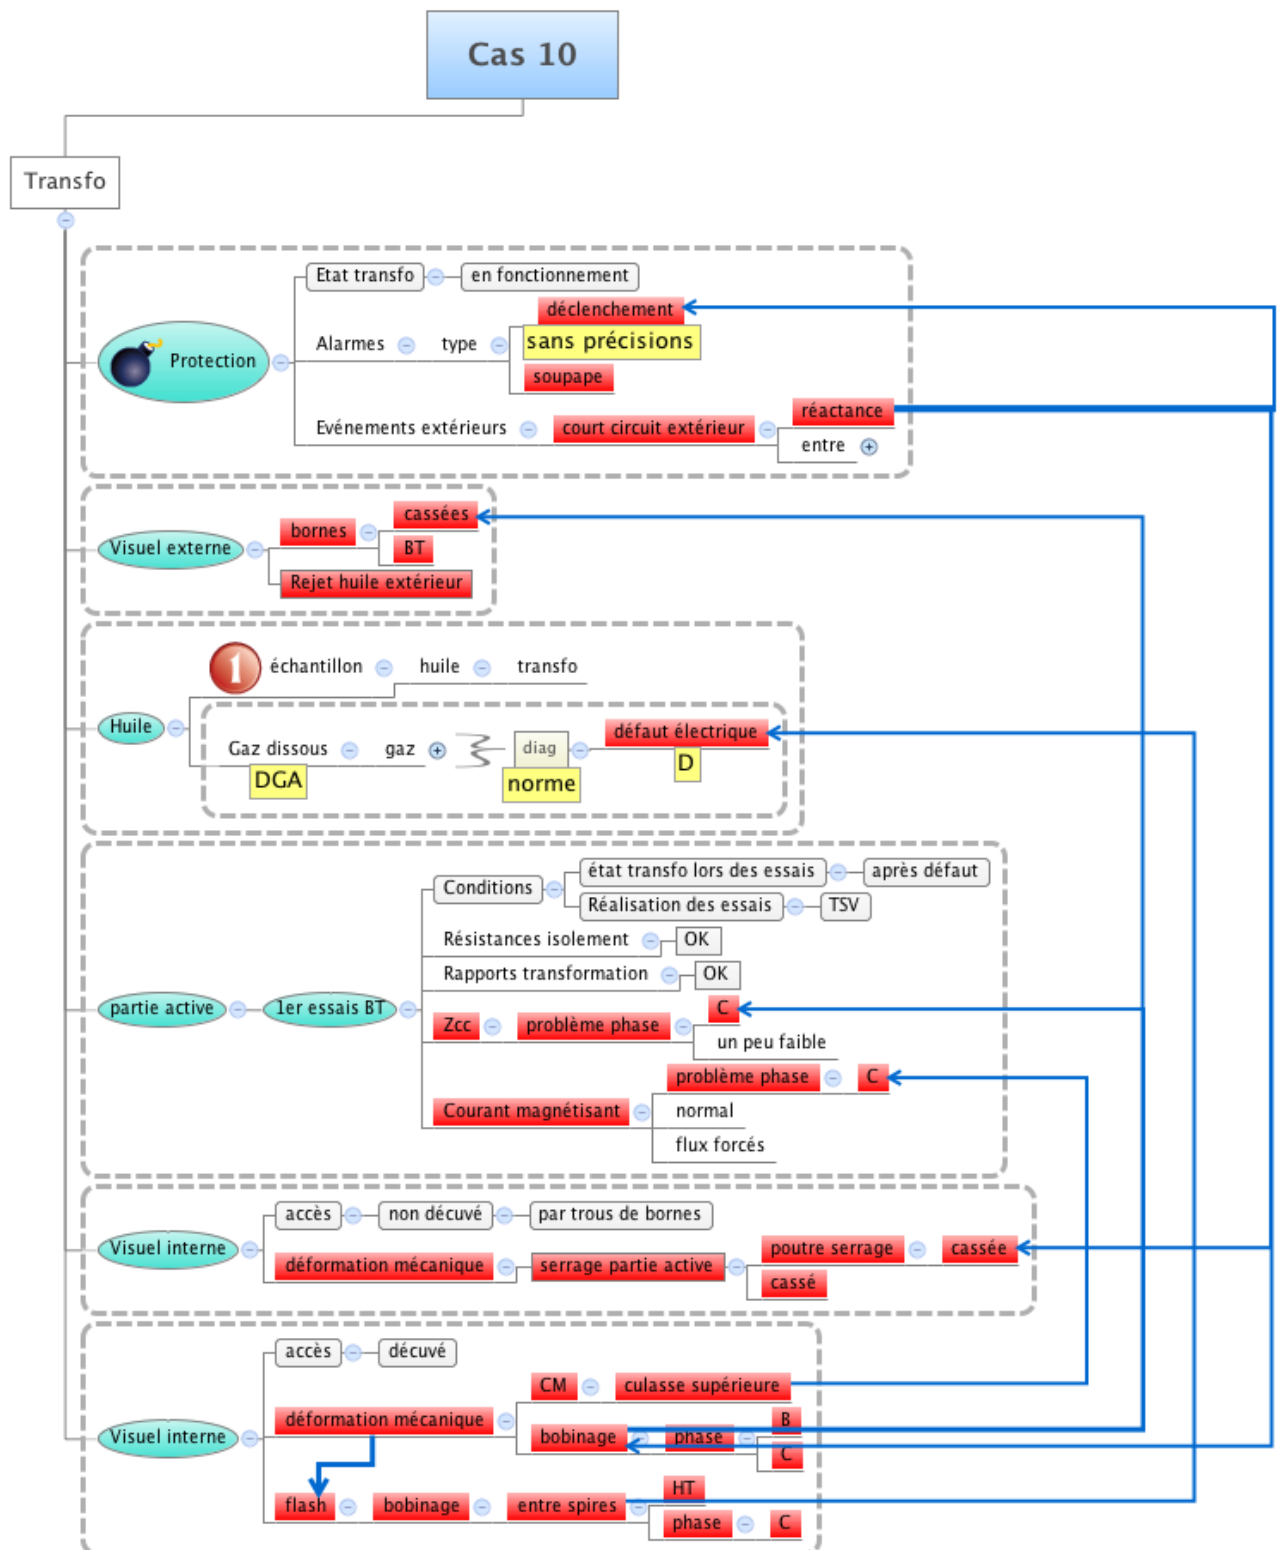 Cas 10
Transfo
Protection
Etat transfo en fonctionnement
déclenchement
Alarmes type sans précisions
soupape
Evénements extérieurs court circuit extérieur réactance
entre
Visuel externe
bornes cassées
BT
Rejet huile extérieur
Huile
1 échantillon huile transfo
Gaz dissous gaz diag défaut électrique
DGA norme D
partie active 1er essais BT
Conditions état transfo lors des essais après défaut
Réalisation des essais TSV
Résistances isolement OK
Rapports transformation OK
Zcc problème phase C
un peu faible
Courant magnétisant problème phase C
normal
flux forcés
Visuel interne
accès non décuvé par trous de bornes
déformation mécanique serrage partie active poutre serrage cassée
cassé
Visuel interne
accès décuvé
déformation mécanique CM culasse supérieure
bobinage phase B
C
flash bobinage entre spires HT
phase C